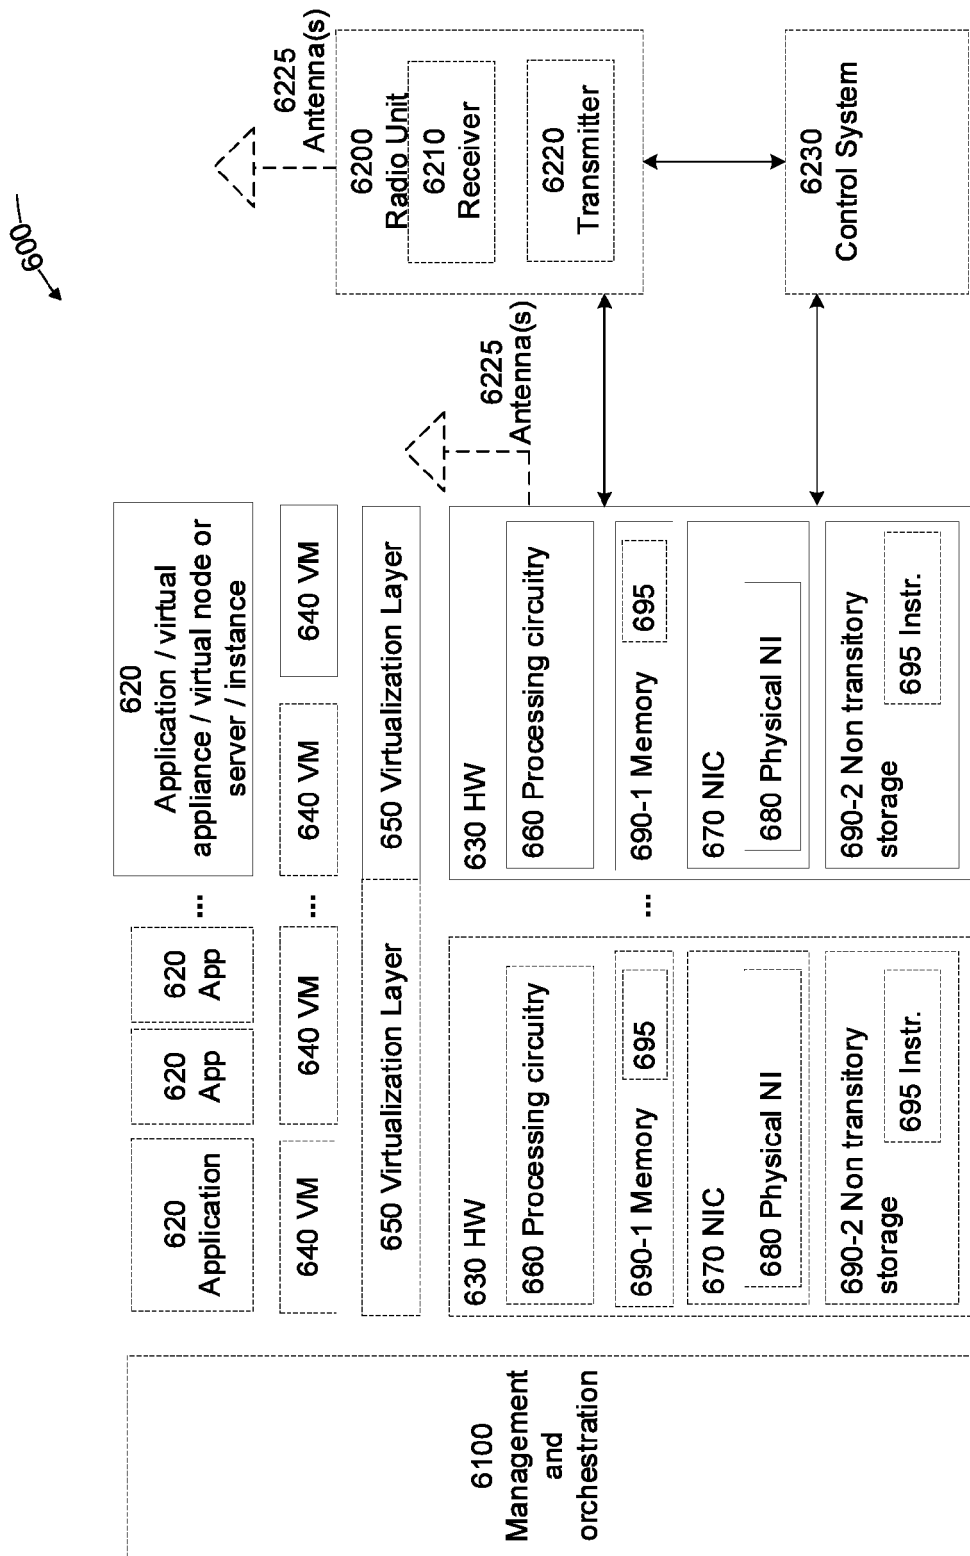 600
6100
Management
and
orchestration
620
Application
620
App
620
App
...
620
Application / virtual
appliance / virtual node or
server / instance
640 VM
640 VM
...
640 VM
640 VM
650 Virtualization Layer
650 Virtualization Layer
630 HW
660 Processing circuitry
690-1 Memory
695
670 NIC
680 Physical NI
690-2 Non transitory
storage
695 Instr.
...
630 HW
660 Processing circuitry
690-1 Memory
695
670 NIC
680 Physical NI
690-2 Non transitory
storage
695 Instr.
6225
Antenna(s)
6225
Antenna(s)
6200
Radio Unit
6210
Receiver
6220
Transmitter
6230
Control System